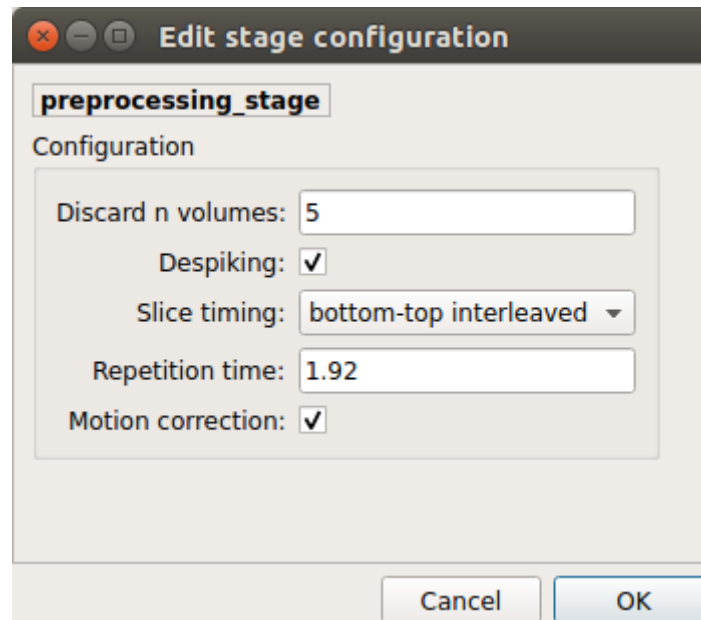 Edit stage configuration
preprocessing_stage
Configuration
Discard n volumes: 5
Despiking:
Slice timing: bottom-top interleaved
Repetition time: 1.92
Motion correction:
Cancel OK